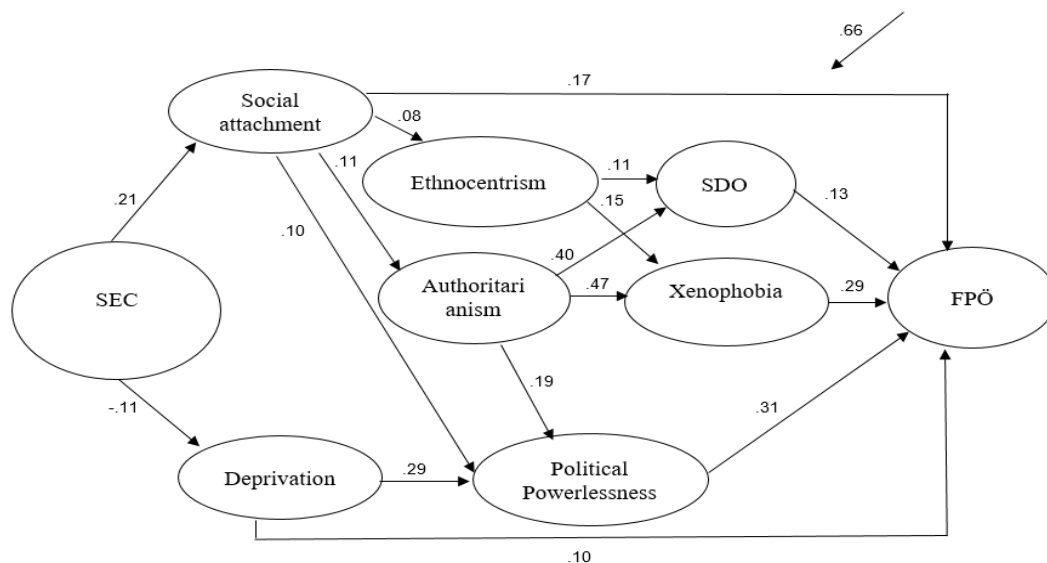 .66
.17
Social
attachment
.08
.11
Ethnocentrism
.11
SDO
.21
.15
.13
.10
.40
SEC
Authoritari
anism
.47
Xenophobia
.29
FPÖ
.19
-.11
.31
Deprivation
.29
Political
Powerlessness
.10